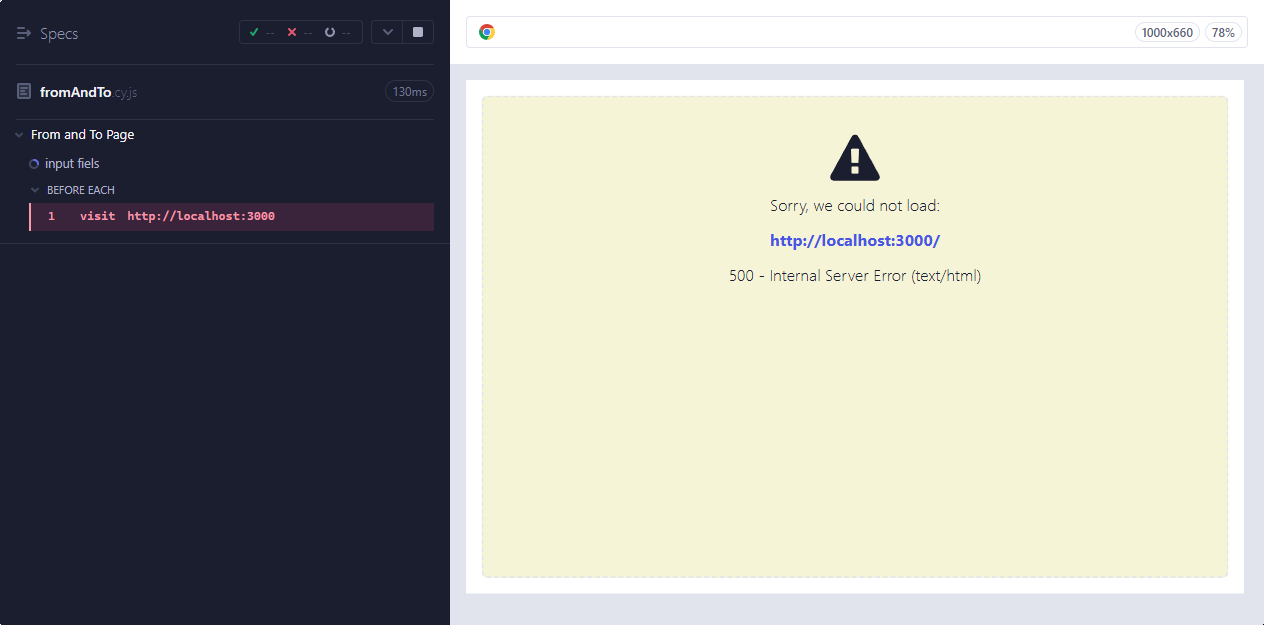 Specs
-- -- --
1000x660 78%
fromAndTo.cy.js 130ms
From and To Page
input fiels
BEFORE EACH
1 visit http://localhost:3000
Sorry, we could not load:
http://localhost:3000/
500 - Internal Server Error (text/html)